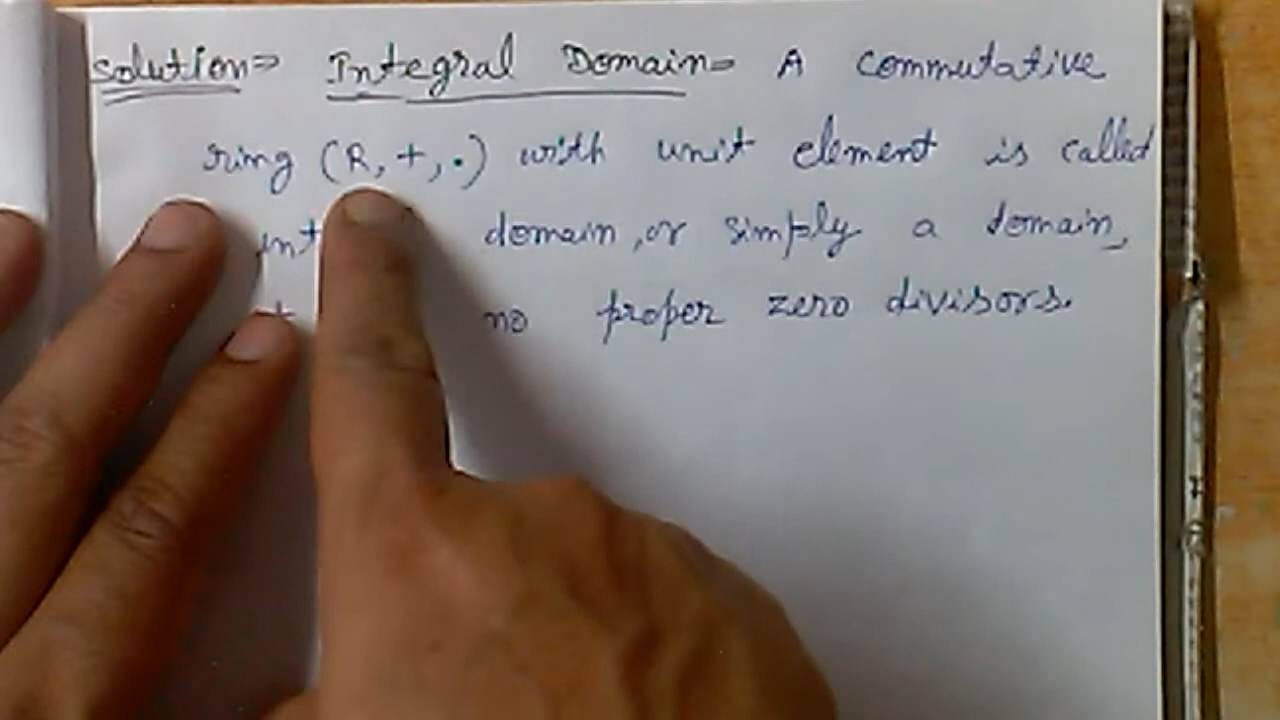 Solution⇒ Integral Domain⇒ A commutative
ring (R, +, ·) with unit element is called
domain, or simply a domain,
no proper zero divisors.